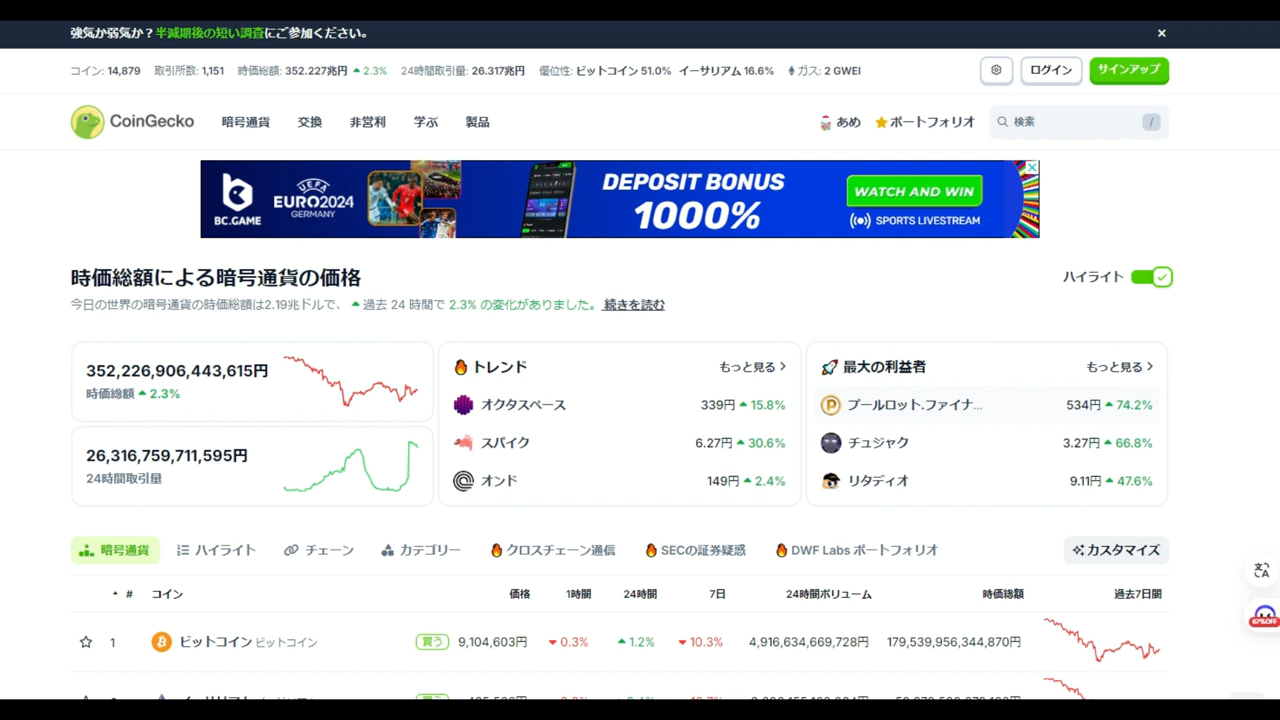 強気か弱気か？半減期後の短い調査にご参加ください。
コイン: 14,879 取引所数: 1,151 時価総額: 352.227兆円 2.3% 24時間取引量: 26.317兆円 優位性: ビットコイン 51.0% イーサリアム 16.6% ガス: 2 GWEI
ログイン サインアップ
CoinGecko 暗号通貨 交換 非営利 学ぶ 製品 あめ ポートフォリオ 検索 /
BC.GAME UEFA EURO2024 GERMANY
DEPOSIT BONUS
1000%
WATCH AND WIN
SPORTS LIVESTREAM
時価総額による暗号通貨の価格 ハイライト
今日の世界の暗号通貨の時価総額は2.19兆ドルで、 過去 24 時間で 2.3% の変化がありました。 続きを読む
352,226,906,443,615円
時価総額 2.3%
26,316,759,711,595円
24時間取引量
トレンド もっと見る
オクタスペース 339円 15.8%
スパイク 6.27円 30.6%
オンド 149円 2.4%
最大の利益者 もっと見る
プールロット.ファイナ... 534円 74.2%
チュジャク 3.27円 66.8%
リタディオ 9.11円 47.6%
暗号通貨 ハイライト チェーン カテゴリー クロスチェーン通信 SECの証券疑惑 DWF Labs ポートフォリオ カスタマイズ
# コイン 価格 1時間 24時間 7日 24時間ボリューム 時価総額 過去7日間
1 ビットコイン ビットコイン 買う 9,104,603円 0.3% 1.2% 10.3% 4,916,634,669,728円 179,539,956,344,870円
67%OFF